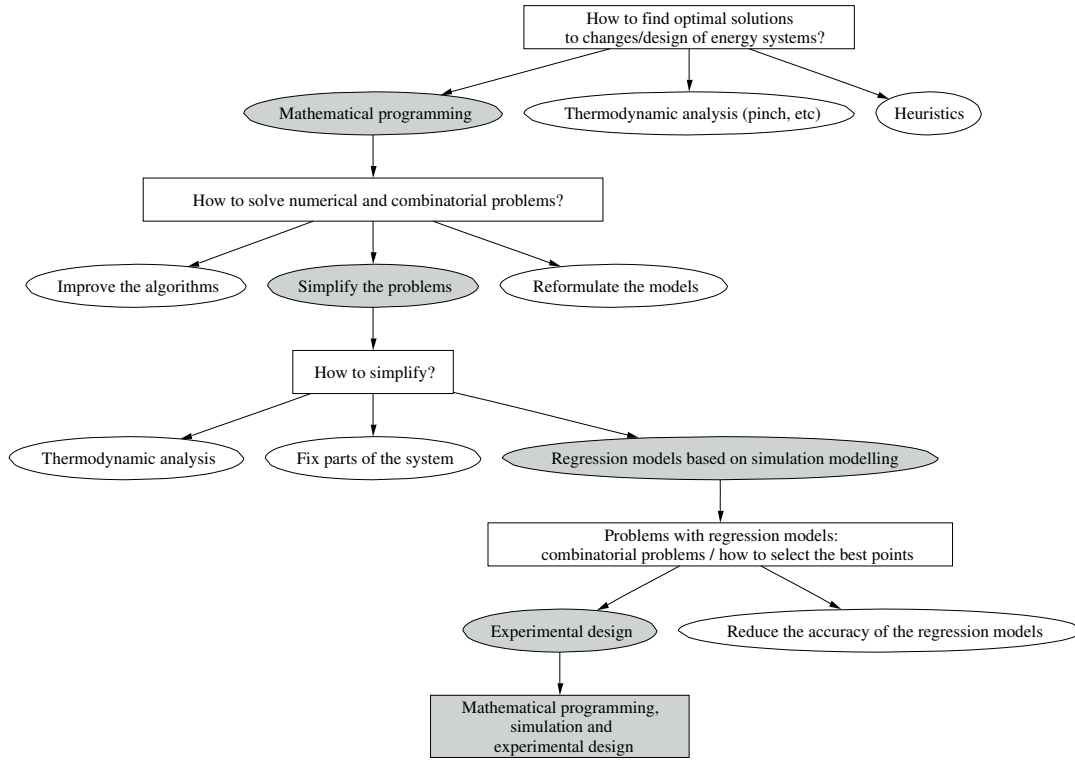 How to find optimal solutions
to changes/design of energy systems?
Mathematical programming
Thermodynamic analysis (pinch, etc)
Heuristics
How to solve numerical and combinatorial problems?
Improve the algorithms
Simplify the problems
Reformulate the models
How to simplify?
Thermodynamic analysis
Fix parts of the system
Regression models based on simulation modelling
Problems with regression models:
combinatorial problems / how to select the best points
Experimental design
Reduce the accuracy of the regression models
Mathematical programming,
simulation and
experimental design